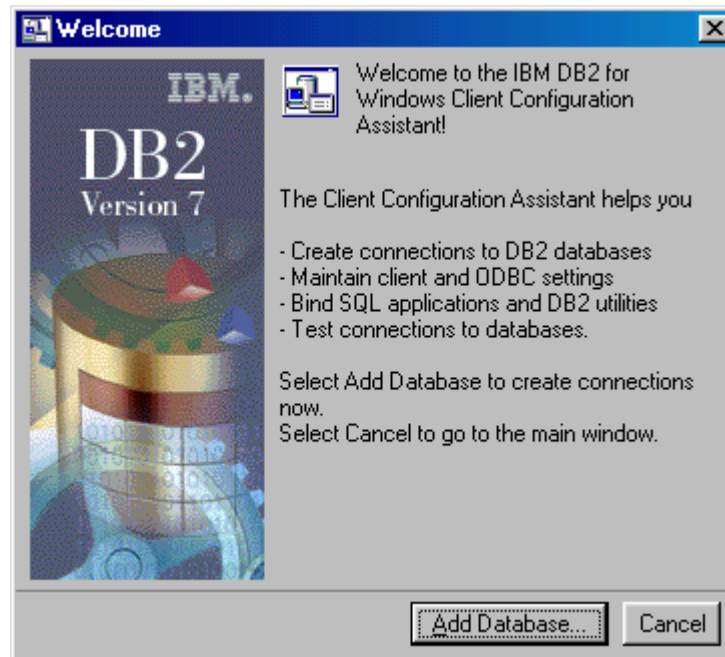 Welcome
IBM.
DB2
Version 7
Welcome to the IBM DB2 for
Windows Client Configuration
Assistant!
The Client Configuration Assistant helps you
- Create connections to DB2 databases
- Maintain client and ODBC settings
- Bind SQL applications and DB2 utilities
- Test connections to databases.
Select Add Database to create connections
now.
Select Cancel to go to the main window.
Add Database...
Cancel